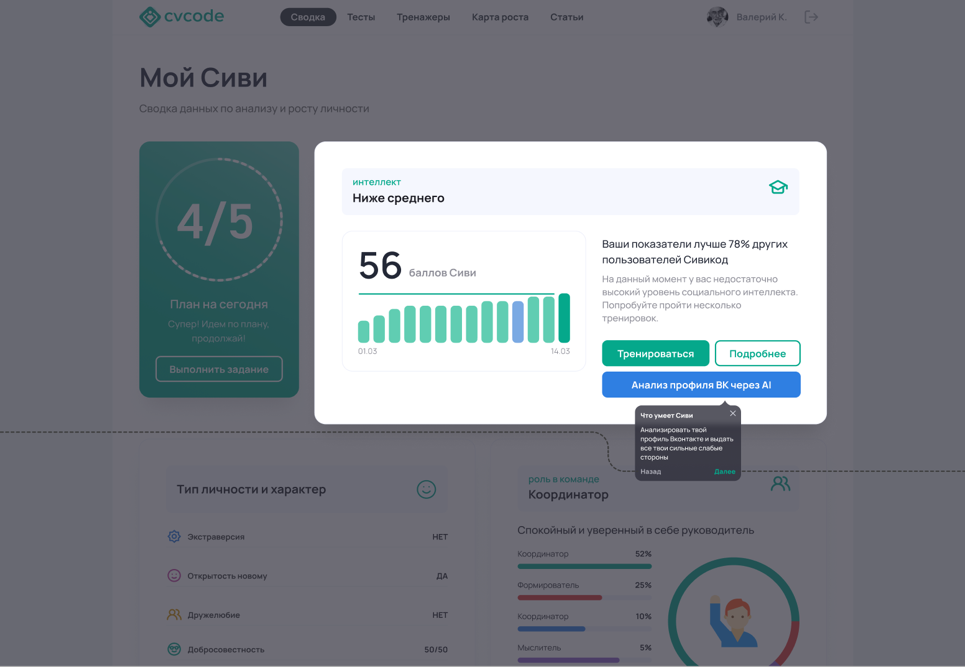 cvcode
Сводка
Тесты
Тренажеры
Карта роста
Статьи
Валерий К.
Мой Сиви
Сводка данных по анализу и росту личности
4/5
План на сегодня
Супер! Идем по плану,
продолжай!
Выполнить задание
интеллект
Ниже среднего
56 баллов Сиви
01.03
14.03
Ваши показатели лучше 78% других
пользователей Сивикод
На данный момент у вас недостаточно
высокий уровень социального интеллекта.
Попробуйте пройти несколько
тренировок.
Тренироваться
Подробнее
Анализ профиля ВК через AI
Что умеет Сиви
Анализировать твой
профиль Вконтакте и выдать
все твои сильные слабые
стороны
Назад
Далее
Тип личности и характер
Экстраверсия НЕТ
Открытость новому ДА
Дружелюбие НЕТ
Добросовестность 50/50
роль в команде
Координатор
Спокойный и уверенный в себе руководитель
Координатор 52%
Формирователь 25%
Координатор 10%
Мыслитель 5%